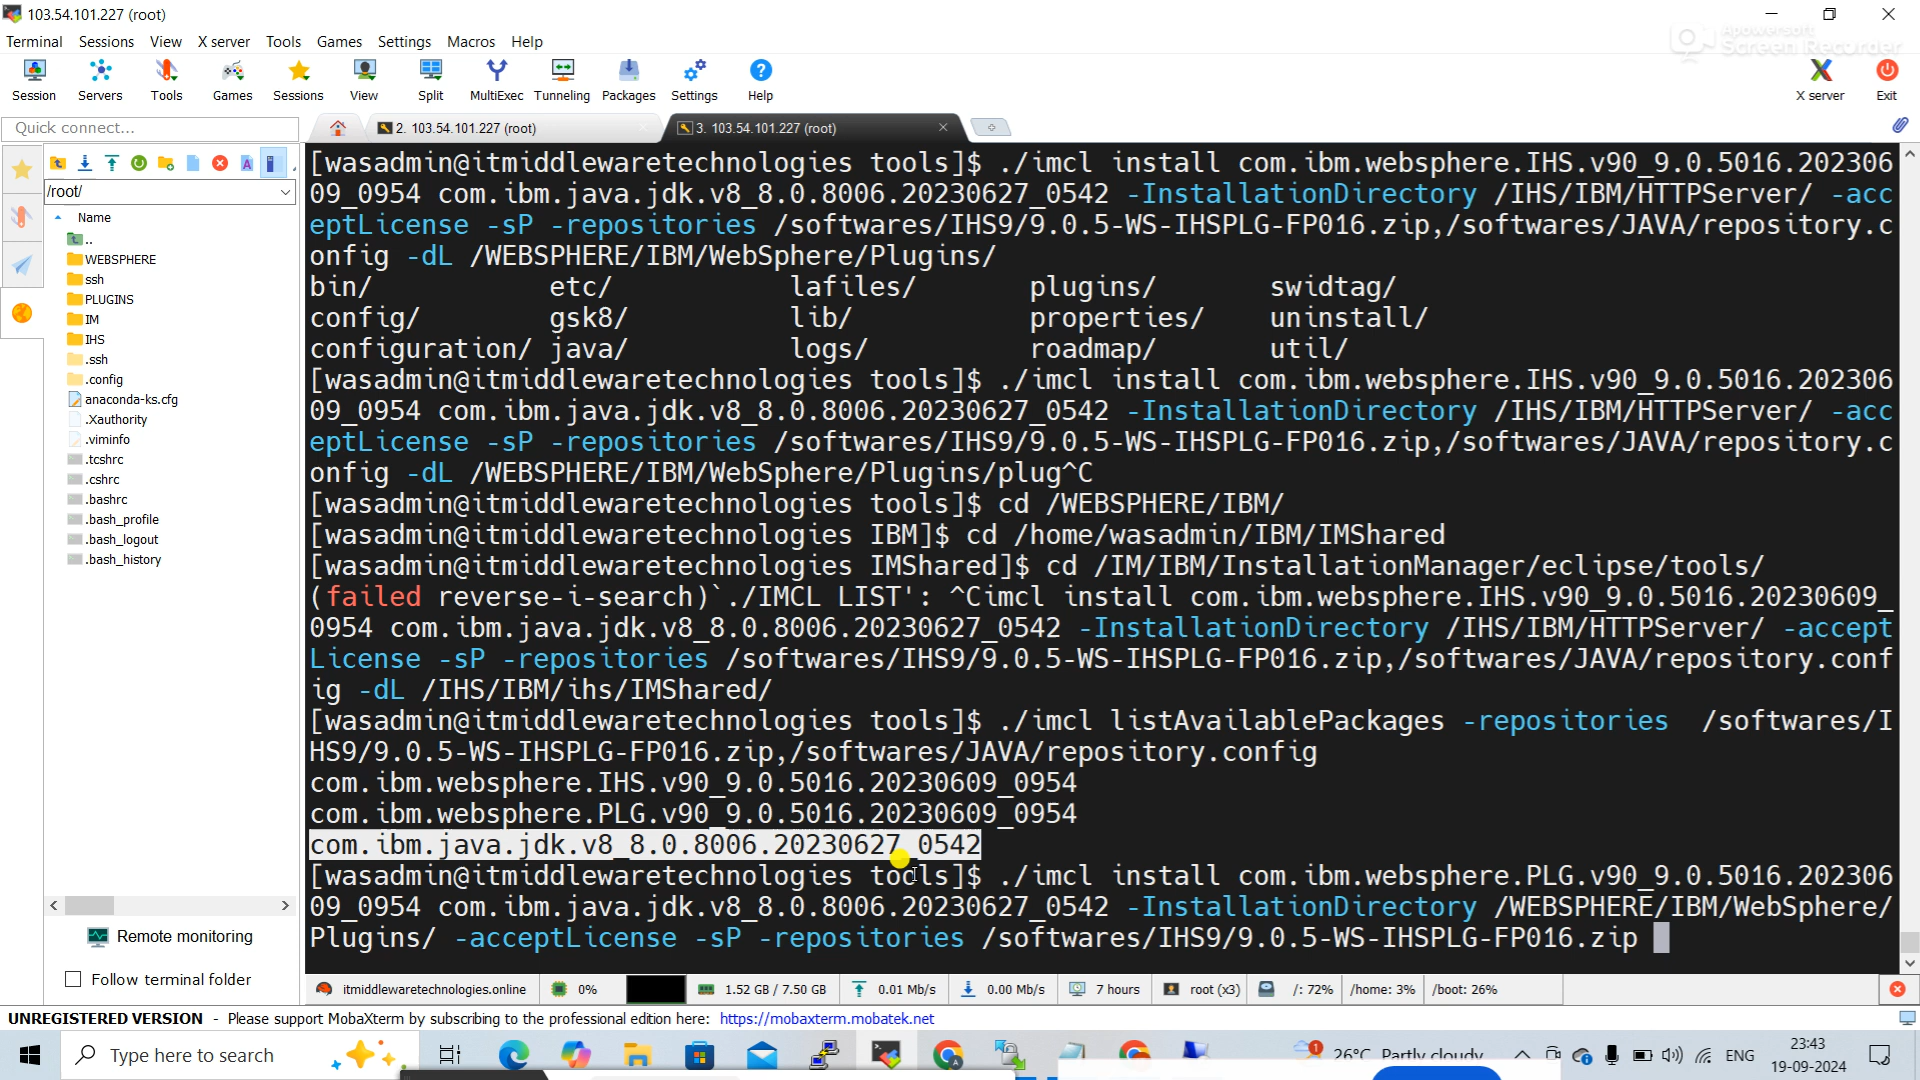 103.54.101.227 (root)
Apowersoft
Screen Recorder
Terminal Sessions View X server Tools Games Settings Macros Help
Session Servers Tools Games Sessions View Split MultiExec Tunneling Packages Settings Help X server Exit
Quick connect...
2. 103.54.101.227 (root)
3. 103.54.101.227 (root)
/root/
Name
..
WEBSPHERE
ssh
PLUGINS
IM
IHS
.ssh
.config
anaconda-ks.cfg
.Xauthority
.viminfo
.tcshrc
.cshrc
.bashrc
.bash_profile
.bash_logout
.bash_history
Remote monitoring
Follow terminal folder
[wasadmin@itmiddlewaretechnologies tools]$ ./imcl install com.ibm.websphere.IHS.v90_9.0.5016.202306
09_0954 com.ibm.java.jdk.v8_8.0.8006.20230627_0542 -InstallationDirectory /IHS/IBM/HTTPServer/ -acc
eptLicense -sP -repositories /softwares/IHS9/9.0.5-WS-IHSPLG-FP016.zip,/softwares/JAVA/repository.c
onfig -dL /WEBSPHERE/IBM/WebSphere/Plugins/
bin/ etc/ lafiles/ plugins/ swidtag/
config/ gsk8/ lib/ properties/ uninstall/
configuration/ java/ logs/ roadmap/ util/
[wasadmin@itmiddlewaretechnologies tools]$ ./imcl install com.ibm.websphere.IHS.v90_9.0.5016.202306
09_0954 com.ibm.java.jdk.v8_8.0.8006.20230627_0542 -InstallationDirectory /IHS/IBM/HTTPServer/ -acc
eptLicense -sP -repositories /softwares/IHS9/9.0.5-WS-IHSPLG-FP016.zip,/softwares/JAVA/repository.c
onfig -dL /WEBSPHERE/IBM/WebSphere/Plugins/plug^C
[wasadmin@itmiddlewaretechnologies tools]$ cd /WEBSPHERE/IBM/
[wasadmin@itmiddlewaretechnologies IBM]$ cd /home/wasadmin/IBM/IMShared
[wasadmin@itmiddlewaretechnologies IMShared]$ cd /IM/IBM/InstallationManager/eclipse/tools/
(failed reverse-i-search)`./IMCL LIST': ^Cimcl install com.ibm.websphere.IHS.v90_9.0.5016.20230609_
0954 com.ibm.java.jdk.v8_8.0.8006.20230627_0542 -InstallationDirectory /IHS/IBM/HTTPServer/ -accept
License -sP -repositories /softwares/IHS9/9.0.5-WS-IHSPLG-FP016.zip,/softwares/JAVA/repository.conf
ig -dL /IHS/IBM/ihs/IMShared/
[wasadmin@itmiddlewaretechnologies tools]$ ./imcl listAvailablePackages -repositories  /softwares/I
HS9/9.0.5-WS-IHSPLG-FP016.zip,/softwares/JAVA/repository.config
com.ibm.websphere.IHS.v90_9.0.5016.20230609_0954
com.ibm.websphere.PLG.v90_9.0.5016.20230609_0954
com.ibm.java.jdk.v8_8.0.8006.20230627_0542
[wasadmin@itmiddlewaretechnologies tools]$ ./imcl install com.ibm.websphere.PLG.v90_9.0.5016.202306
09_0954 com.ibm.java.jdk.v8_8.0.8006.20230627_0542 -InstallationDirectory /WEBSPHERE/IBM/WebSphere/
Plugins/ -acceptLicense -sP -repositories /softwares/IHS9/9.0.5-WS-IHSPLG-FP016.zip
itmiddlewaretechnologies.online 0% 1.52 GB / 7.50 GB 0.01 Mb/s 0.00 Mb/s 7 hours root (x3) /: 72% /home: 3% /boot: 26%
UNREGISTERED VERSION - Please support MobaXterm by subscribing to the professional edition here: https://mobaxterm.mobatek.net
Type here to search
1
26°C Partly cloudy
ENG
23:43
19-09-2024